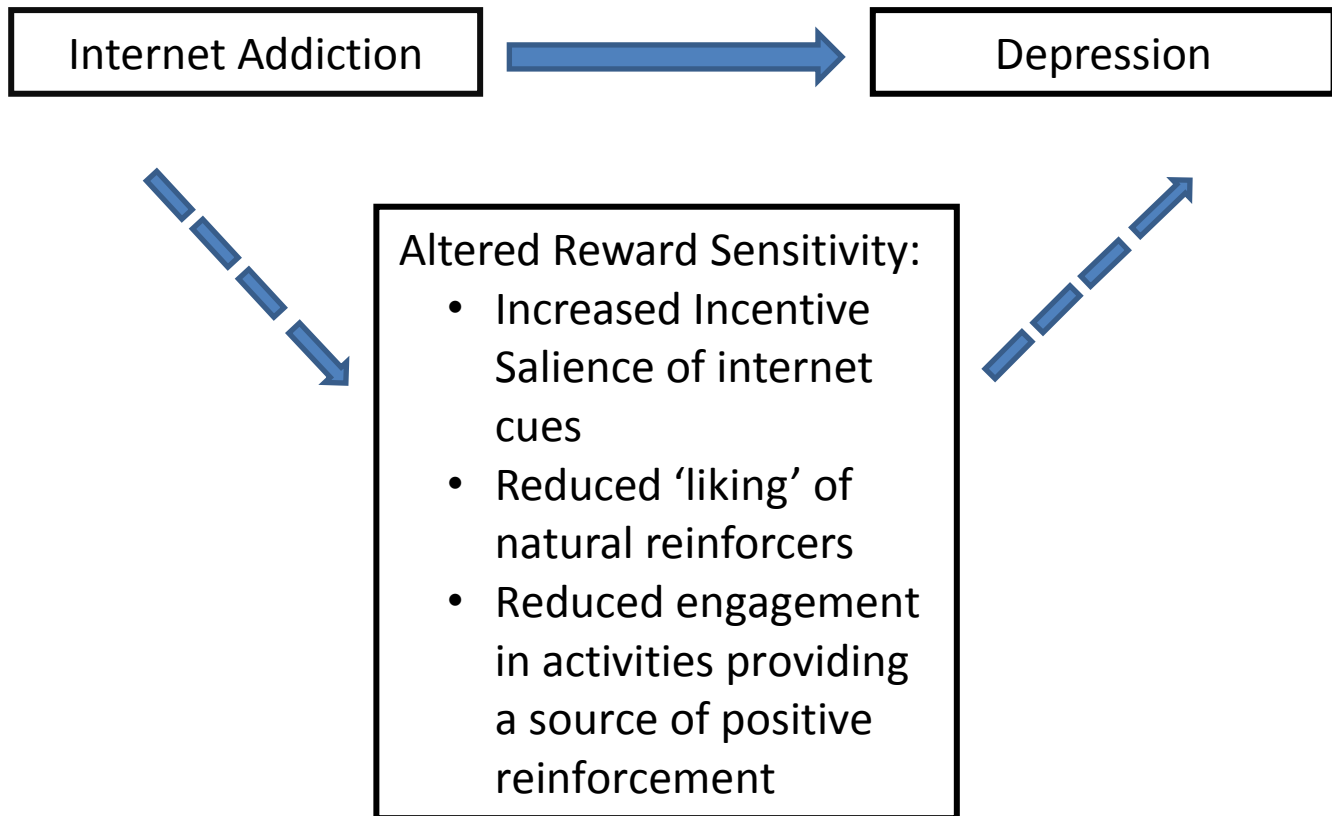 Internet Addiction
Depression
Altered Reward Sensitivity:
• Increased Incentive
Salience of internet
cues
• Reduced ‘liking’ of
natural reinforcers
• Reduced engagement
in activities providing
a source of positive
reinforcement